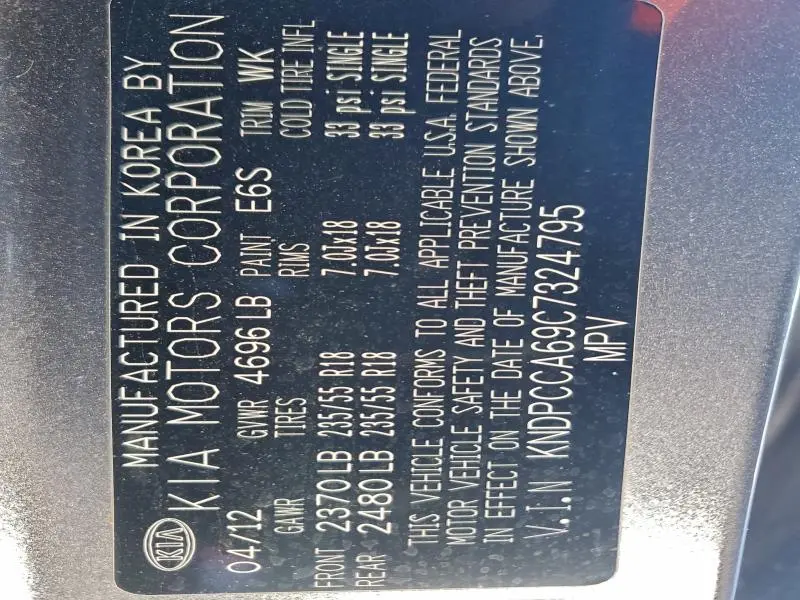 KIA
MANUFACTURED IN KOREA BY
KIA MOTORS CORPORATION
04/12 GVWR 4696 LB PAINT E6S TRIM WK
GAWR TIRES RIMS COLD TIRE INFL
FRONT 2370 LB 235/55 R18 7.0Jx18 33 psi SINGLE
REAR 2480 LB 235/55 R18 7.0Jx18 33 psi SINGLE
THIS VEHICLE CONFORMS TO ALL APPLICABLE U.S.A. FEDERAL
MOTOR VEHICLE SAFETY AND THEFT PREVENTION STANDARDS
IN EFFECT ON THE DATE OF MANUFACTURE SHOWN ABOVE.
V.I.N KNDPCCA69C7324795
MPV